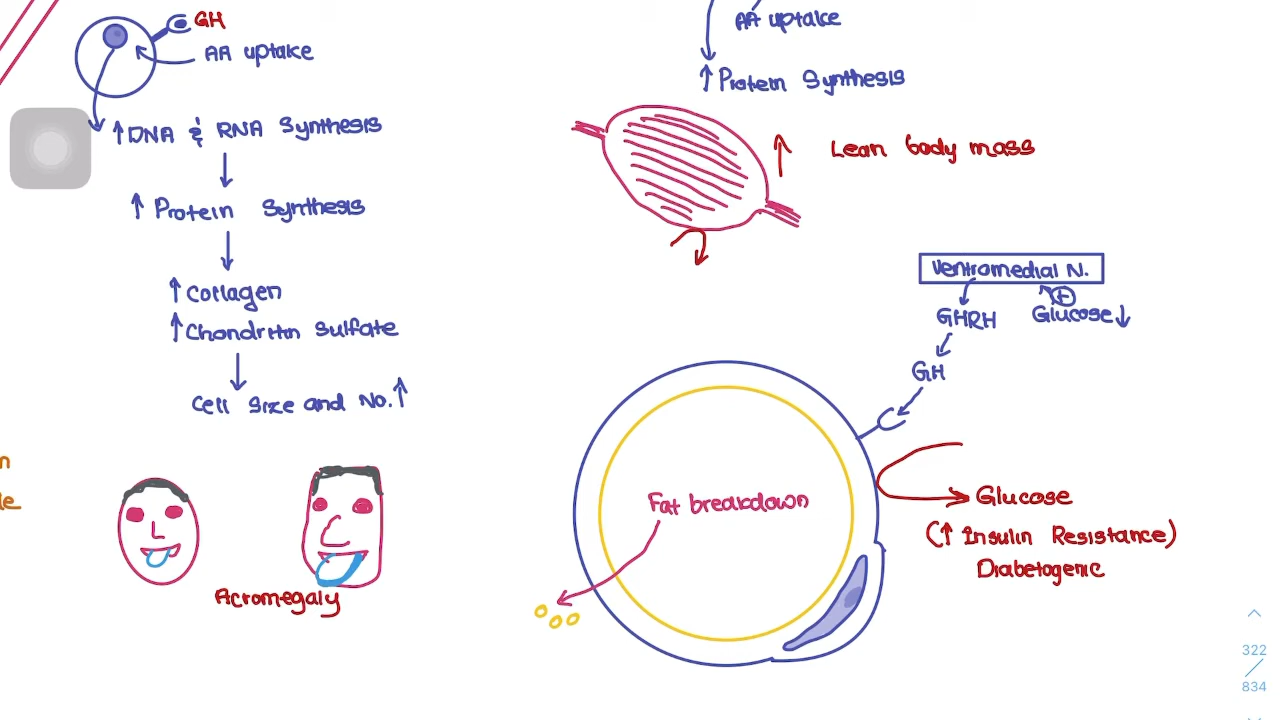 GH
AA uptake
↑DNA & RNA Synthesis
↑ Protein Synthesis
↑ Collagen
↑ Chondritin Sulfate
Cell Size and No.↑
Acromegaly
AA uptake
↑ Protein Synthesis
↑ Lean body mass
Ventromedial N.
GHRH
+
Glucose↓
GH
Fat breakdown
Glucose
(↑ Insulin Resistance)
Diabetogenic
322
834